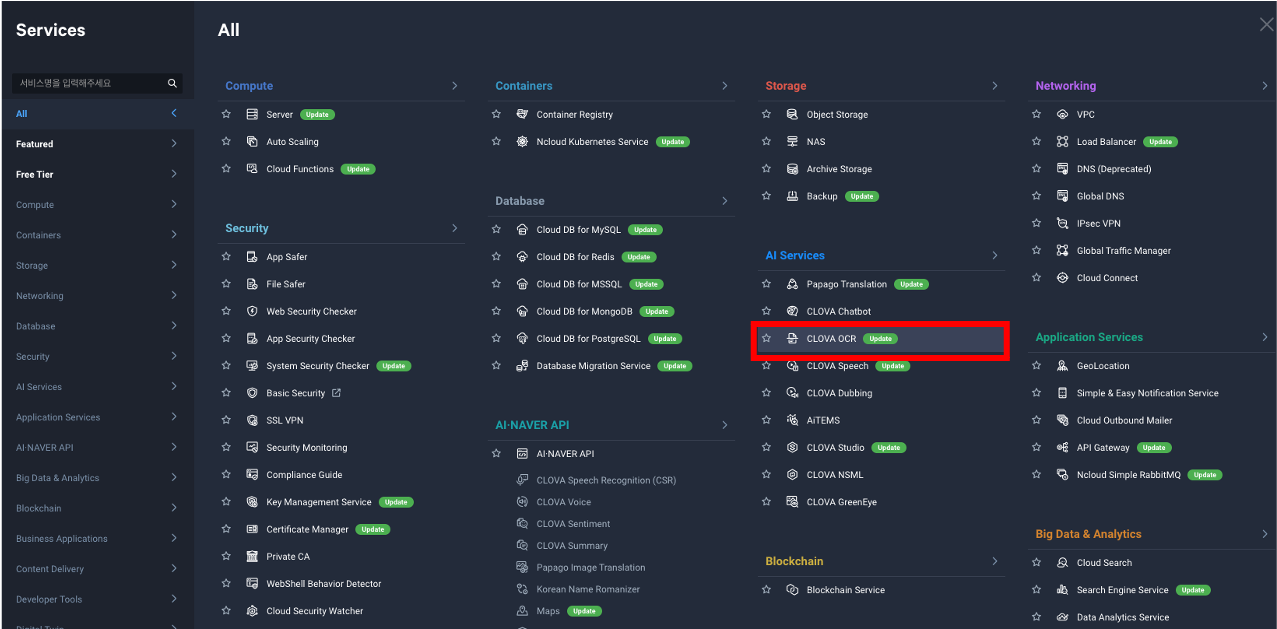 Services
서비스명을 입력해주세요
All
Featured
Free Tier
Compute
Containers
Storage
Networking
Database
Security
AI Services
Application Services
AI·NAVER API
Big Data & Analytics
Blockchain
Business Applications
Content Delivery
Developer Tools
Digital Twin
All
Compute
Server Update
Auto Scaling
Cloud Functions Update
Security
App Safer
File Safer
Web Security Checker
App Security Checker
System Security Checker Update
Basic Security
SSL VPN
Security Monitoring
Compliance Guide
Key Management Service Update
Certificate Manager Update
Private CA
WebShell Behavior Detector
Cloud Security Watcher
Containers
Container Registry
Ncloud Kubernetes Service Update
Database
Cloud DB for MySQL Update
Cloud DB for Redis Update
Cloud DB for MSSQL Update
Cloud DB for MongoDB Update
Cloud DB for PostgreSQL Update
Database Migration Service Update
AI·NAVER API
AI·NAVER API
CLOVA Speech Recognition (CSR)
CLOVA Voice
CLOVA Sentiment
CLOVA Summary
Papago Image Translation
Korean Name Romanizer
Maps Update
Storage
Object Storage
NAS
Archive Storage
Backup Update
AI Services
Papago Translation Update
CLOVA Chatbot
CLOVA OCR Update
CLOVA Speech Update
CLOVA Dubbing
AiTEMS
CLOVA Studio Update
CLOVA NSML
CLOVA GreenEye
Blockchain
Blockchain Service
Networking
VPC
Load Balancer Update
DNS (Deprecated)
Global DNS
IPsec VPN
Global Traffic Manager
Cloud Connect
Application Services
GeoLocation
Simple & Easy Notification Service
Cloud Outbound Mailer
API Gateway Update
Ncloud Simple RabbitMQ Update
Big Data & Analytics
Cloud Search
Search Engine Service Update
Data Analytics Service